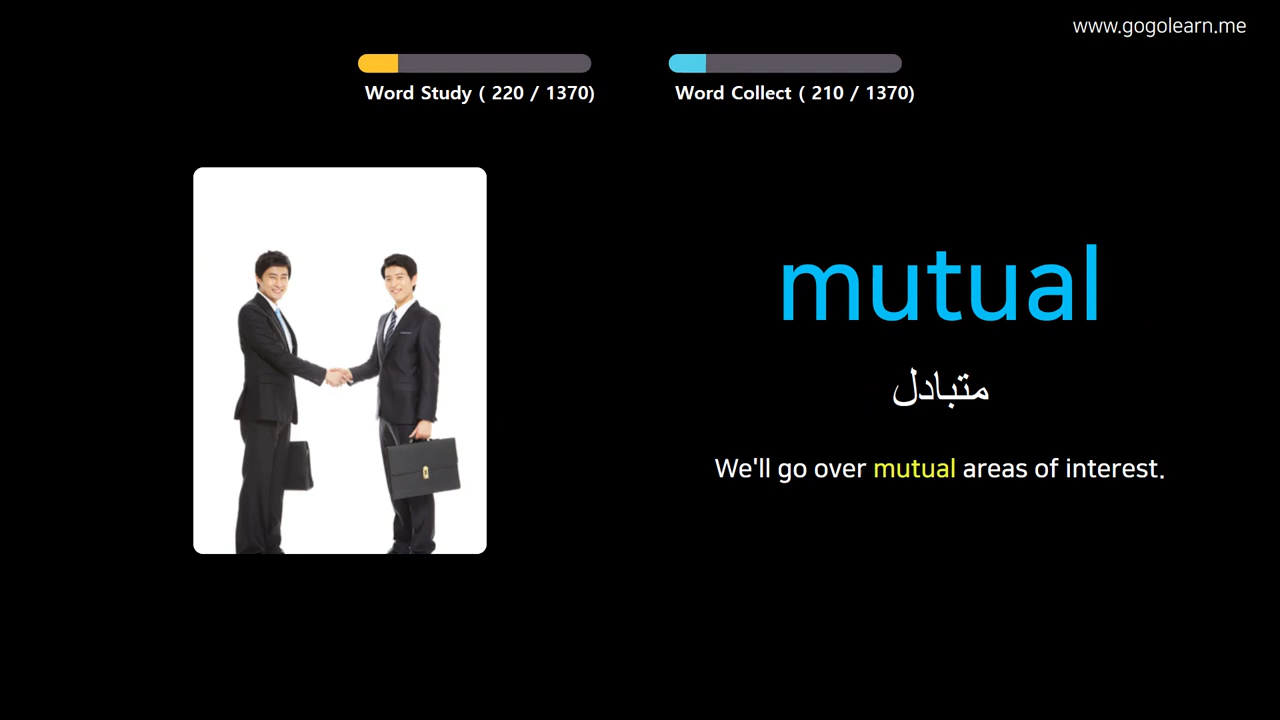 www.gogolearn.me
Word Study ( 220 / 1370)
Word Collect ( 210 / 1370)
mutual
متبادل
We'll go over mutual areas of interest.